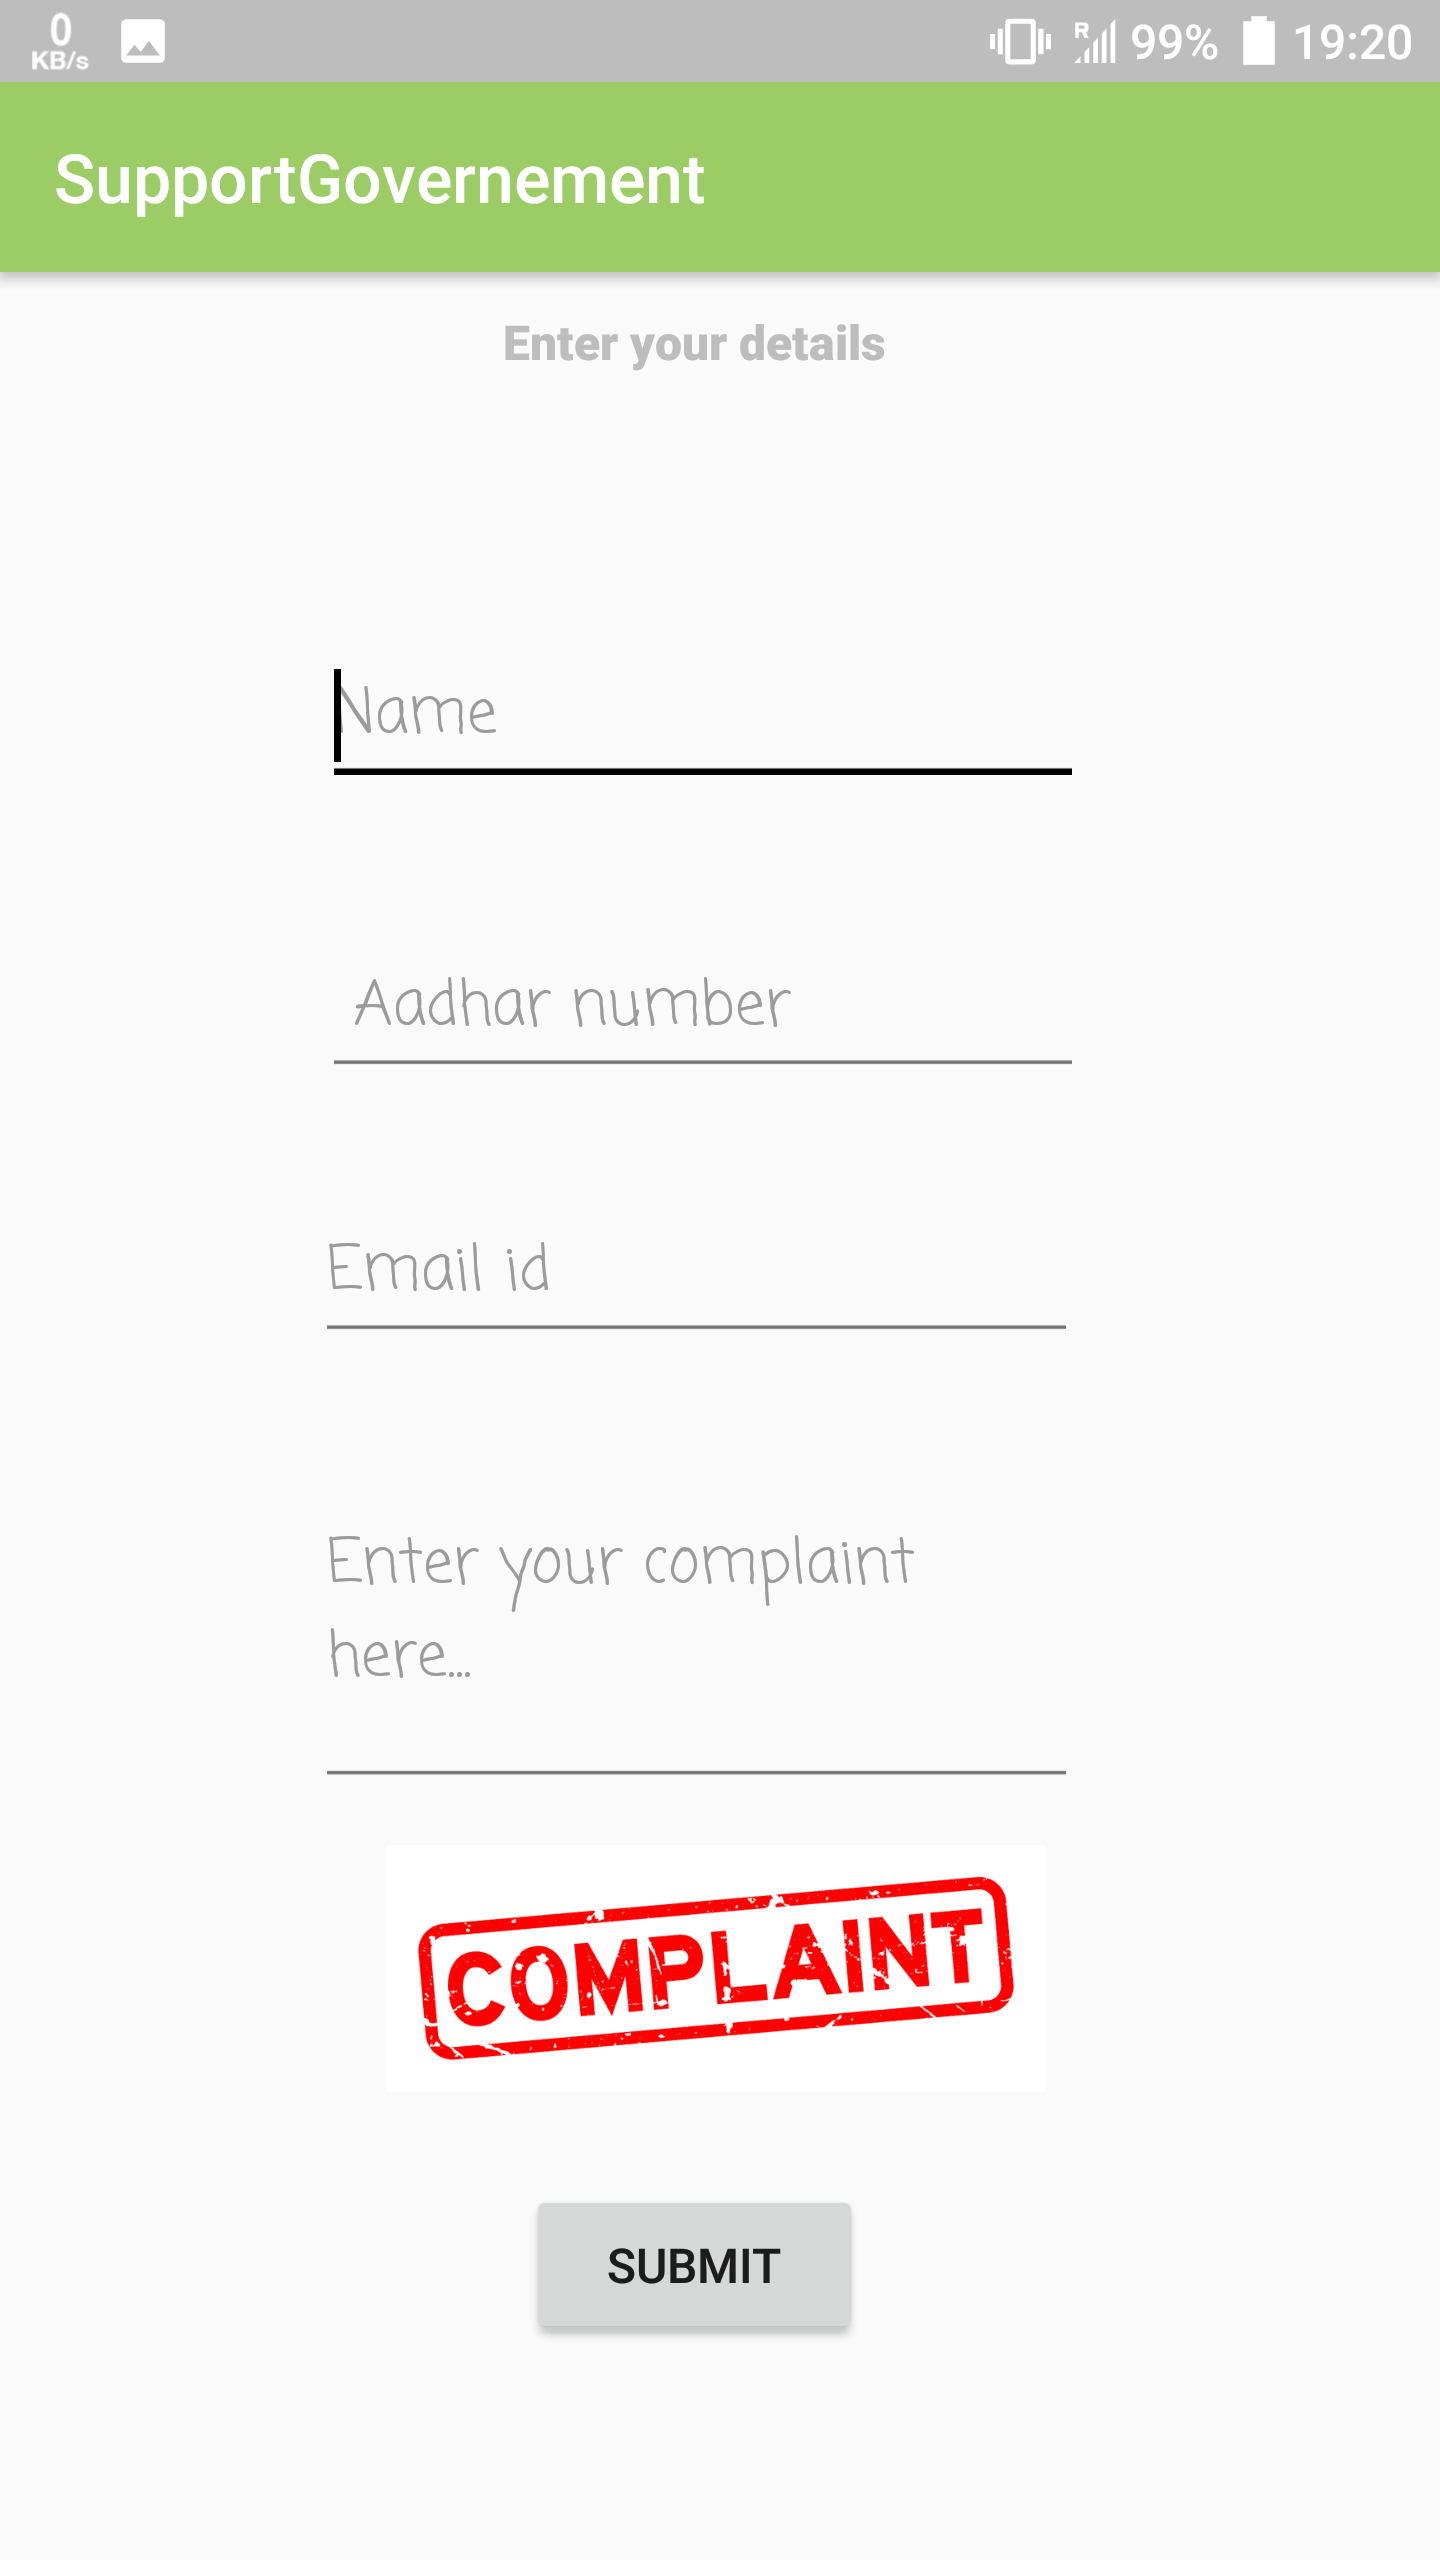 0
KB/s
R 99% 19:20
SupportGovernement
Enter your details
Name
Aadhar number
Email id
Enter your complaint
here...
COMPLAINT
SUBMIT